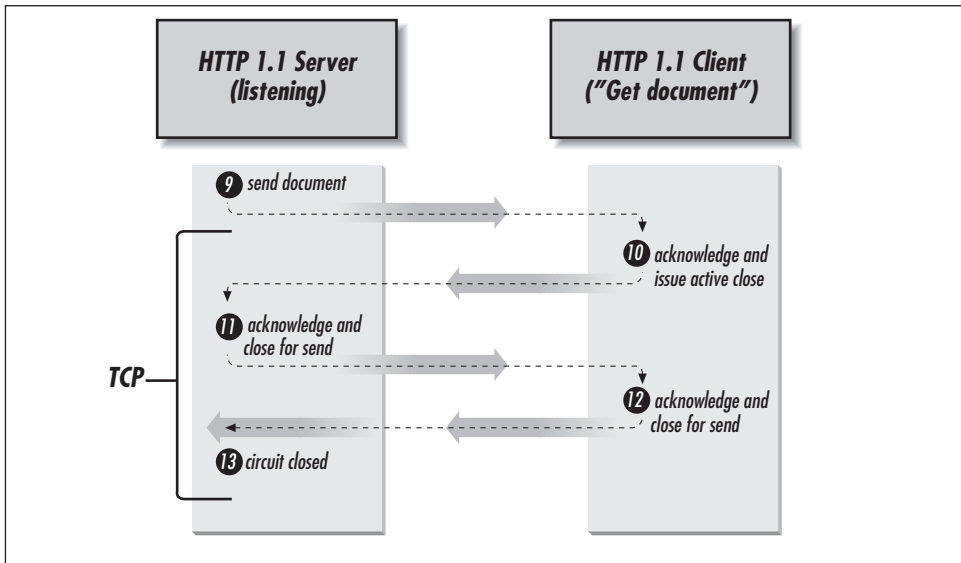 HTTP 1.1 Server
(listening)
HTTP 1.1 Client
("Get document")
9 send document
10 acknowledge and
issue active close
11 acknowledge and
close for send
TCP
12 acknowledge and
close for send
13 circuit closed